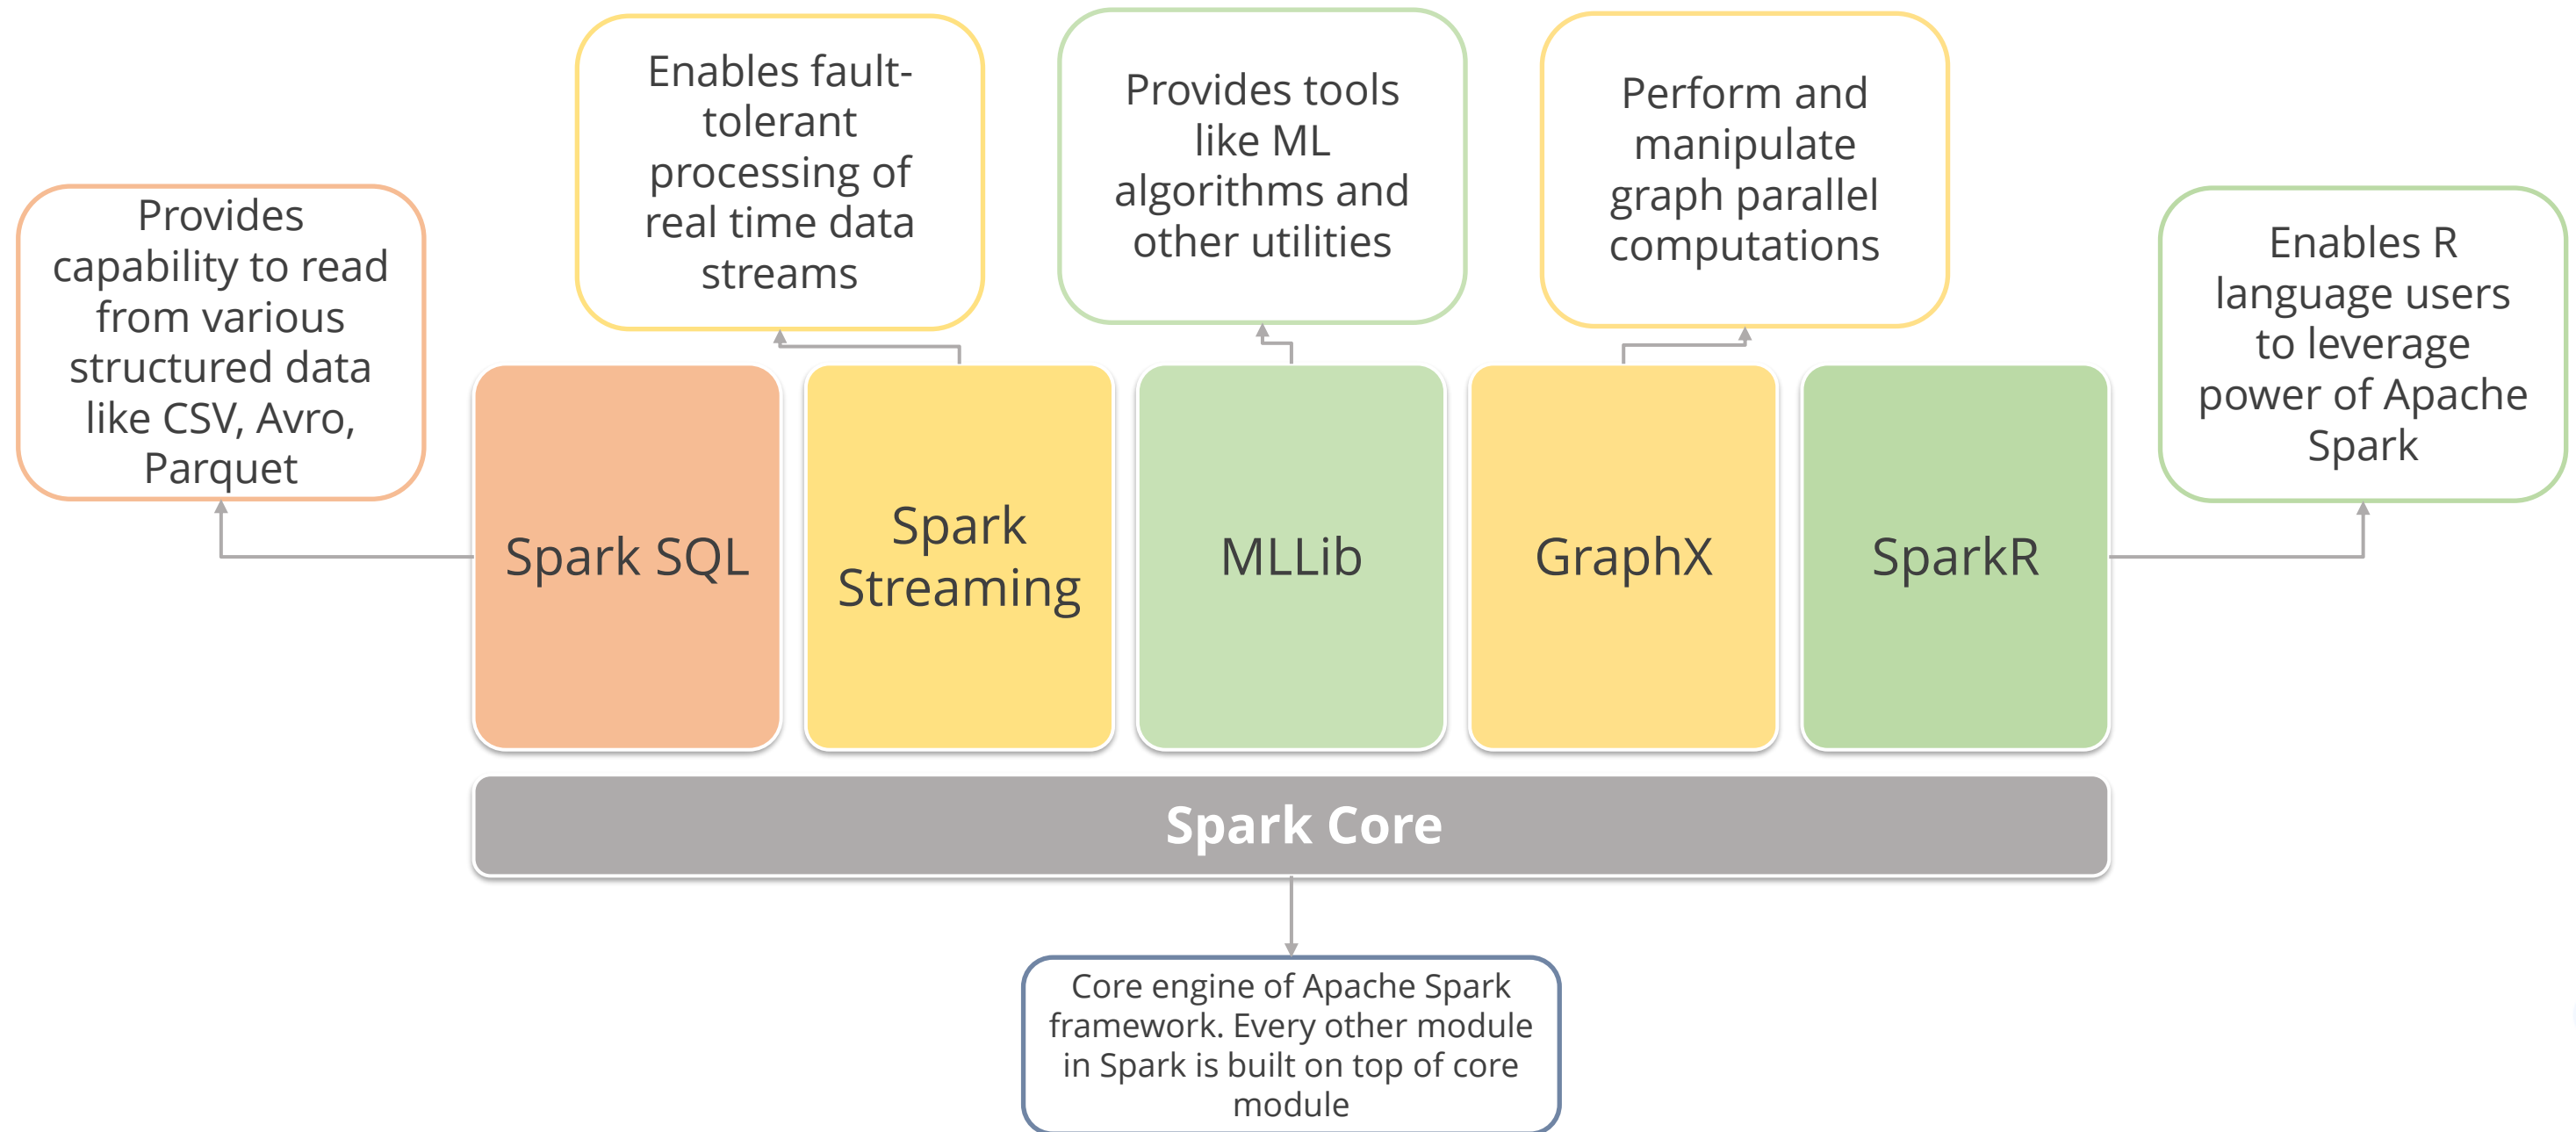 Provides
capability to read
from various
structured data
like CSV, Avro,
Parquet
Enables fault-
tolerant
processing of
real time data
streams
Provides tools
like ML
algorithms and
other utilities
Perform and
manipulate
graph parallel
computations
Enables R
language users
to leverage
power of Apache
Spark
Spark SQL
Spark
Streaming
MLLib
GraphX
SparkR
Spark Core
Core engine of Apache Spark
framework. Every other module
in Spark is built on top of core
module